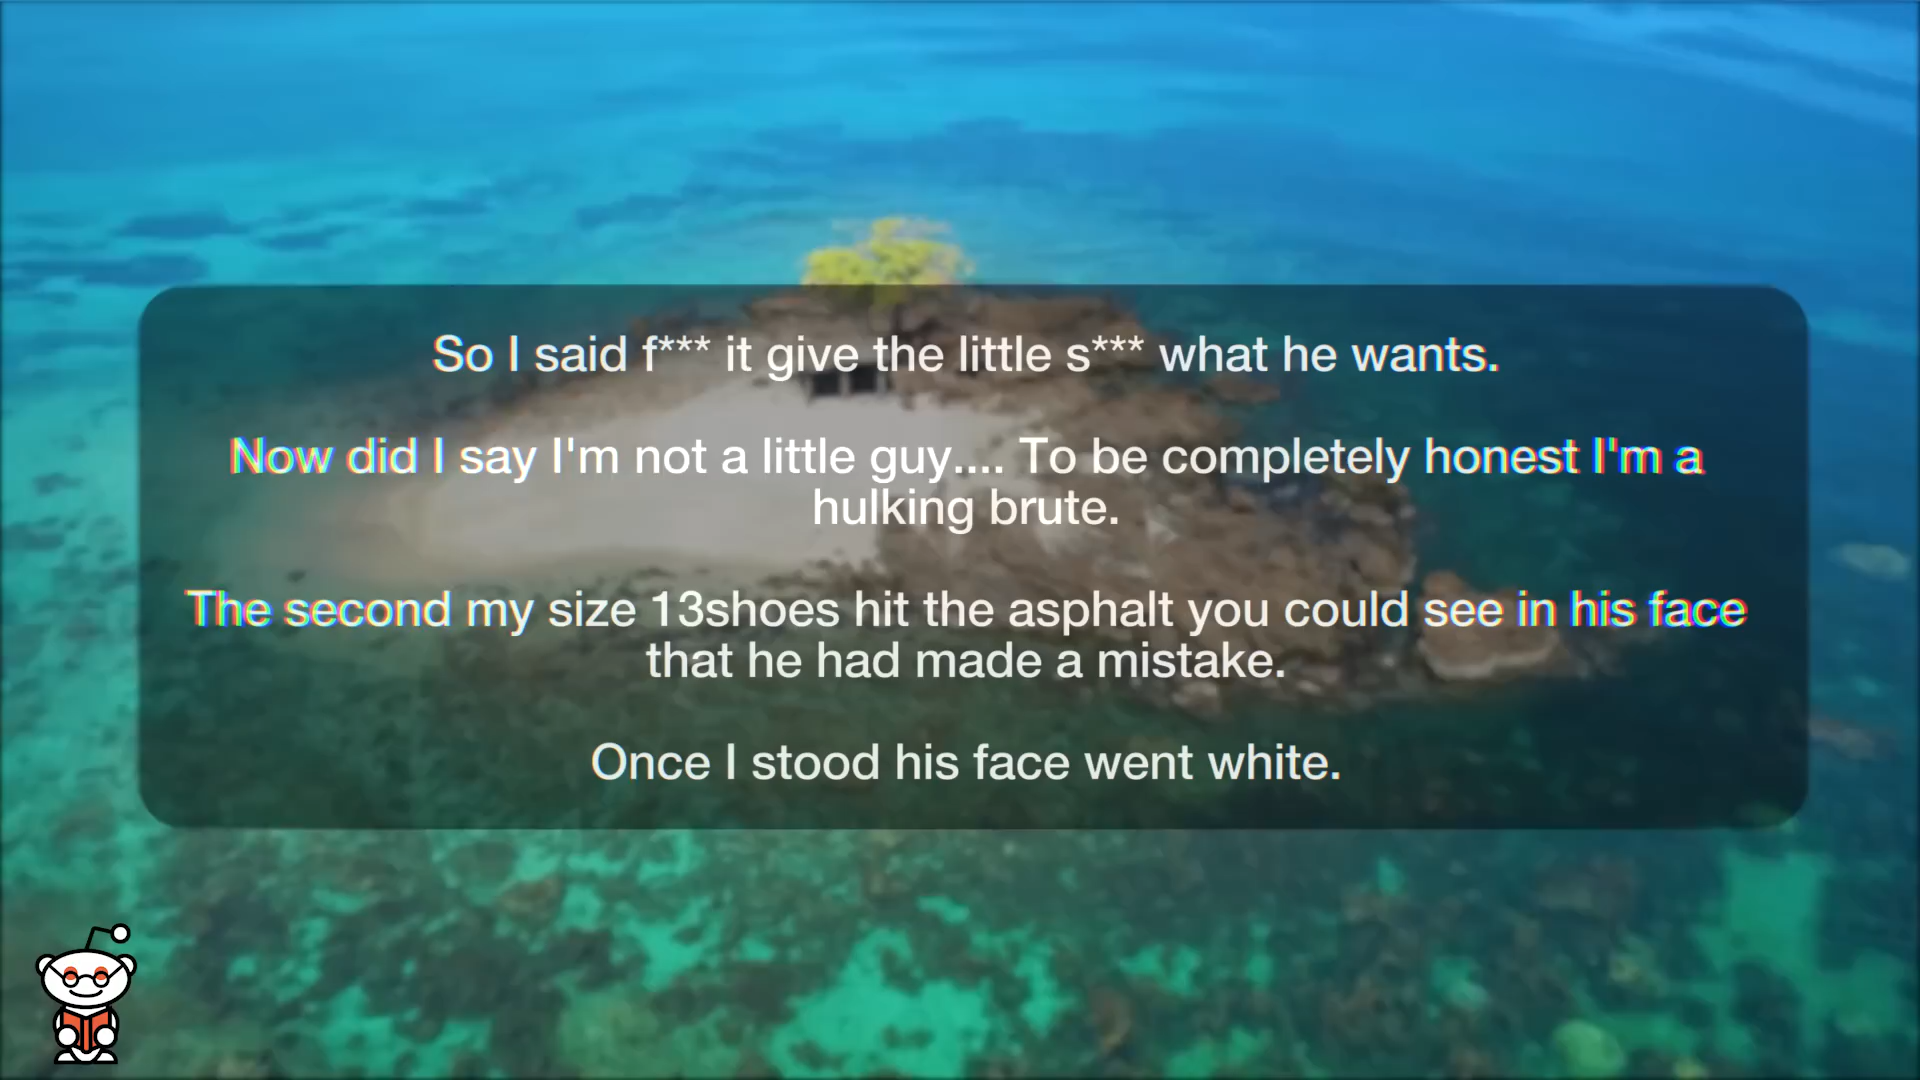 So I said f*** it give the little s*** what he wants.
Now did I say I'm not a little guy.... To be completely honest I'm a
hulking brute.
The second my size 13shoes hit the asphalt you could see in his face
that he had made a mistake.
Once I stood his face went white.